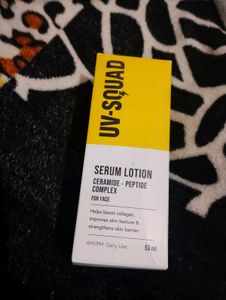 UV-SQUAD
SERUM LOTION
CERAMIDE - PEPTIDE
COMPLEX
FOR FACE
Helps boost collagen,
improves skin texture &
strengthens skin barrier.
AM/PM. Daily Use.
50 ml